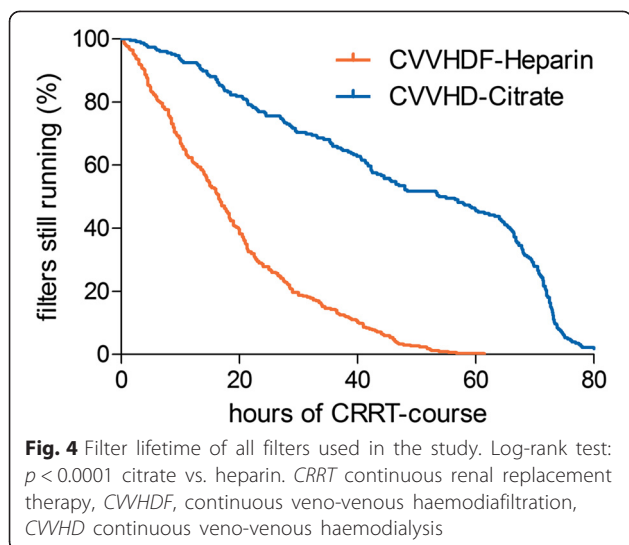 100
80
60
40
20
0
filters still running (%)
CVVHDF-Heparin
CVVHD-Citrate
0 20 40 60 80
hours of CRRT-course
Fig. 4 Filter lifetime of all filters used in the study. Log-rank test:
p < 0.0001 citrate vs. heparin. CRRT continuous renal replacement
therapy, CVVHDF, continuous veno-venous haemodiafiltration,
CVVHD continuous veno-venous haemodialysis